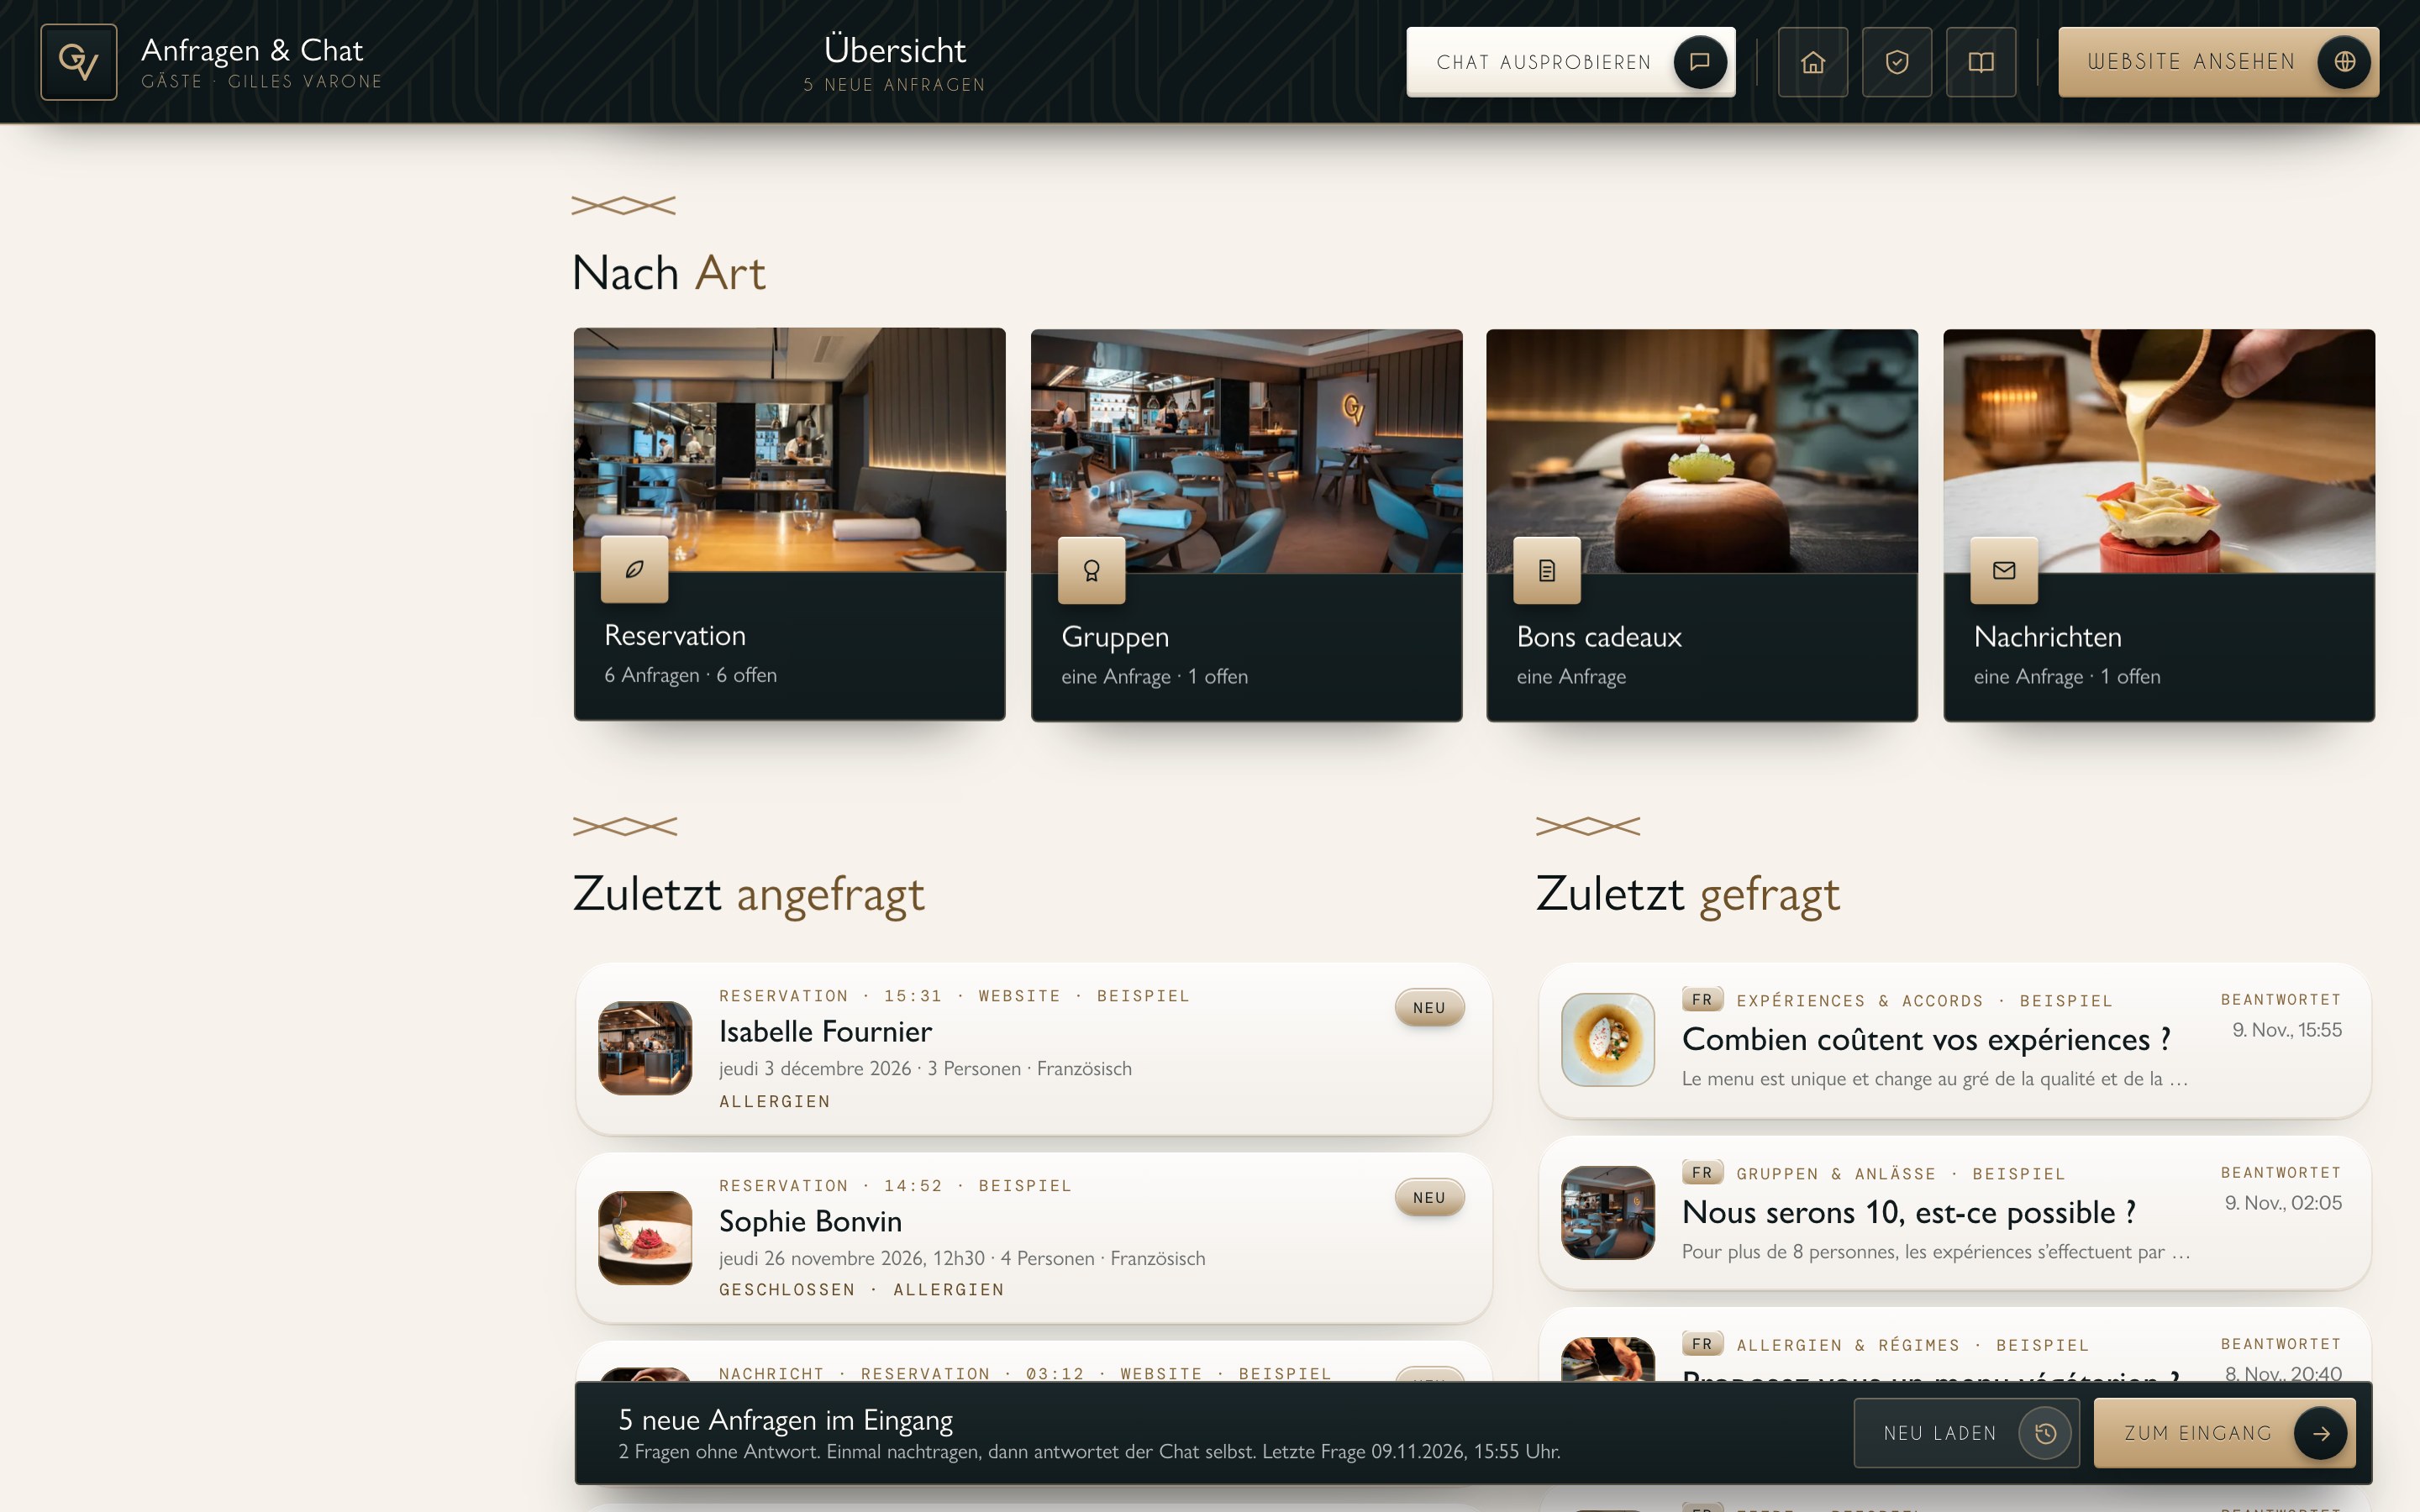 GV
Anfragen & Chat
GÄSTE · GILLES VARONE
Übersicht
5 NEUE ANFRAGEN
CHAT AUSPROBIEREN
WEBSITE ANSEHEN
Nach Art
GV
Reservation
6 Anfragen · 6 offen
Gruppen
eine Anfrage · 1 offen
Bons cadeaux
eine Anfrage
Nachrichten
eine Anfrage · 1 offen
Zuletzt angefragt
RESERVATION · 15:31 · WEBSITE · BEISPIEL
NEU
Isabelle Fournier
jeudi 3 décembre 2026 · 3 Personen · Französisch
ALLERGIEN
RESERVATION · 14:52 · BEISPIEL
NEU
Sophie Bonvin
jeudi 26 novembre 2026, 12h30 · 4 Personen · Französisch
GESCHLOSSEN · ALLERGIEN
NACHRICHT · RESERVATION · 03:12 · WEBSITE · BEISPIEL
Zuletzt gefragt
FR EXPÉRIENCES & ACCORDS · BEISPIEL
BEANTWORTET
Combien coûtent vos expériences ?
9. Nov., 15:55
Le menu est unique et change au gré de la qualité et de la …
FR GRUPPEN & ANLÄSSE · BEISPIEL
BEANTWORTET
Nous serons 10, est-ce possible ?
9. Nov., 02:05
Pour plus de 8 personnes, les expériences s'effectuent par …
FR ALLERGIEN & RÉGIMES · BEISPIEL
BEANTWORTET
Proposez-vous un menu végétarien ?
8. Nov., 20:40
5 neue Anfragen im Eingang
2 Fragen ohne Antwort. Einmal nachtragen, dann antwortet der Chat selbst. Letzte Frage 09.11.2026, 15:55 Uhr.
NEU LADEN
ZUM EINGANG